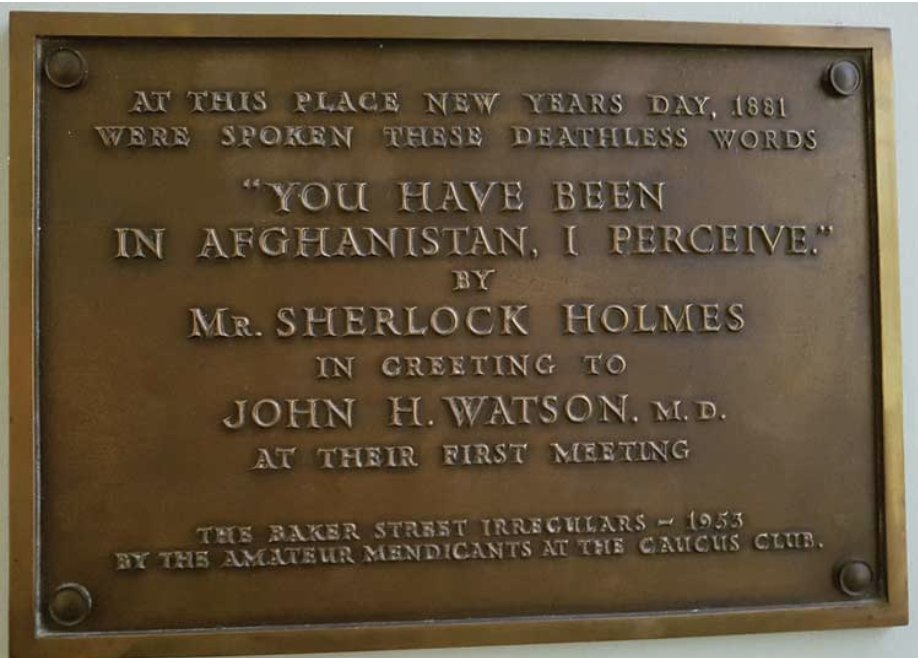 AT THIS PLACE NEW YEARS DAY, 1881
WERE SPOKEN THESE DEATHLESS WORDS
"YOU HAVE BEEN
IN AFGHANISTAN, I PERCEIVE."
BY
MR. SHERLOCK HOLMES
IN GREETING TO
JOHN H. WATSON, M.D.
AT THEIR FIRST MEETING
THE BAKER STREET IRREGULARS – 1953
BY THE AMATEUR MENDICANTS AT THE CAUCUS CLUB.